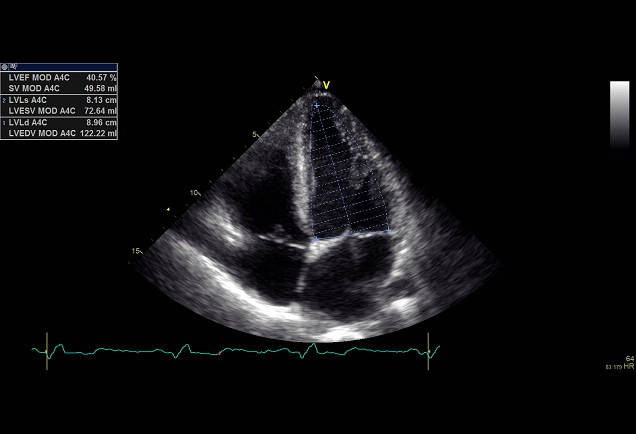 LVEF MOD A4C 40.57 %
SV MOD A4C 49.58 ml
2 LVLs A4C 8.13 cm
LVESV MOD A4C 72.64 ml
1 LVLd A4C 8.96 cm
LVEDV MOD A4C 122.22 ml
V
5
10
15
64
HR